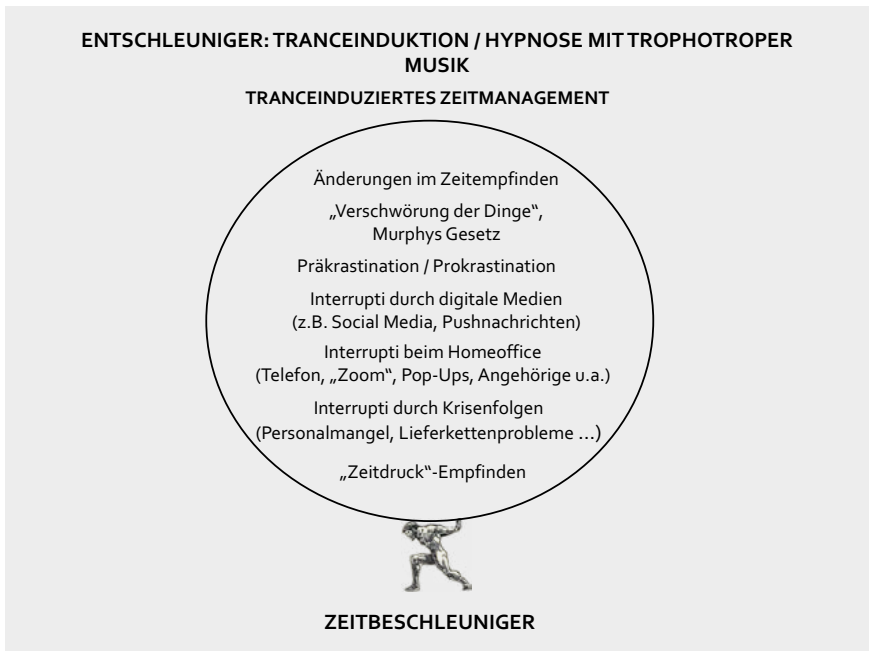 ENTSCHLEUNIGER: TRANCEINDUKTION / HYPNOSE MIT TROPHOTROPER
MUSIK
TRANCEINDUZIERTES ZEITMANAGEMENT
Änderungen im Zeitempfinden
„Verschwörung der Dinge“,
Murphys Gesetz
Präkrastination / Prokrastination
Interrupti durch digitale Medien
(z.B. Social Media, Pushnachrichten)
Interrupti beim Homeoffice
(Telefon, „Zoom“, Pop-Ups, Angehörige u.a.)
Interrupti durch Krisenfolgen
(Personalmangel, Lieferkettenprobleme ...)
„Zeitdruck“-Empfinden
ZEITBESCHLEUNIGER